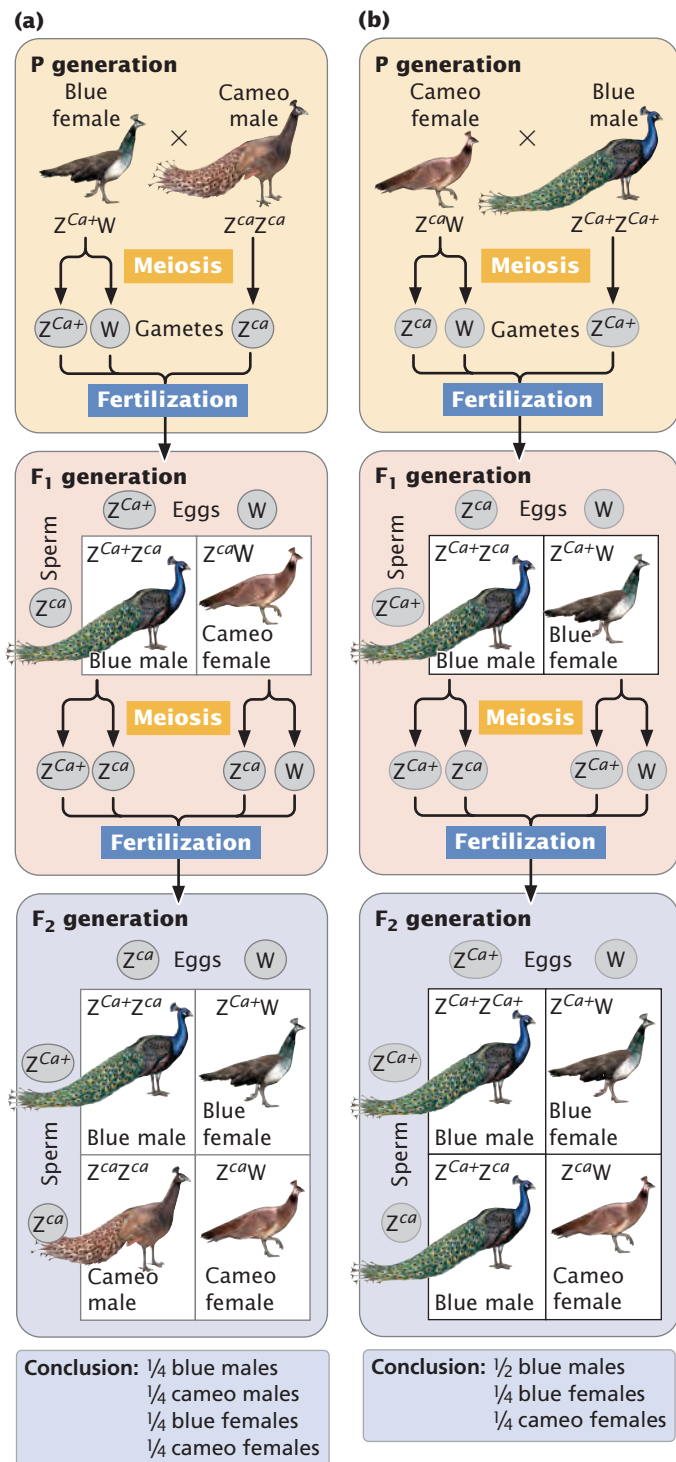 (a)
P generation
Blue female
Cameo male
×
Z^Ca+W
Z^caZ^ca
Meiosis
Z^Ca+ W Gametes Z^ca
Fertilization
F₁ generation
Z^Ca+ Eggs W
Sperm
Z^ca
Z^Ca+Z^ca
Blue male
Z^caW
Cameo female
Meiosis
Z^Ca+ Z^ca Z^ca W
Fertilization
F₂ generation
Z^ca Eggs W
Sperm
Z^Ca+
Z^Ca+Z^ca
Blue male
Z^Ca+W
Blue female
Z^ca
Z^caZ^ca
Cameo male
Z^caW
Cameo female
Conclusion: ¼ blue males
¼ cameo males
¼ blue females
¼ cameo females
(b)
P generation
Cameo female
Blue male
×
Z^caW
Z^Ca+Z^Ca+
Meiosis
Z^ca W Gametes Z^Ca+
Fertilization
F₁ generation
Z^ca Eggs W
Sperm
Z^Ca+
Z^Ca+Z^ca
Blue male
Z^Ca+W
Blue female
Meiosis
Z^Ca+ Z^ca Z^Ca+ W
Fertilization
F₂ generation
Z^Ca+ Eggs W
Sperm
Z^Ca+
Z^Ca+Z^Ca+
Blue male
Z^Ca+W
Blue female
Z^ca
Z^Ca+Z^ca
Blue male
Z^caW
Cameo female
Conclusion: ½ blue males
¼ blue females
¼ cameo females